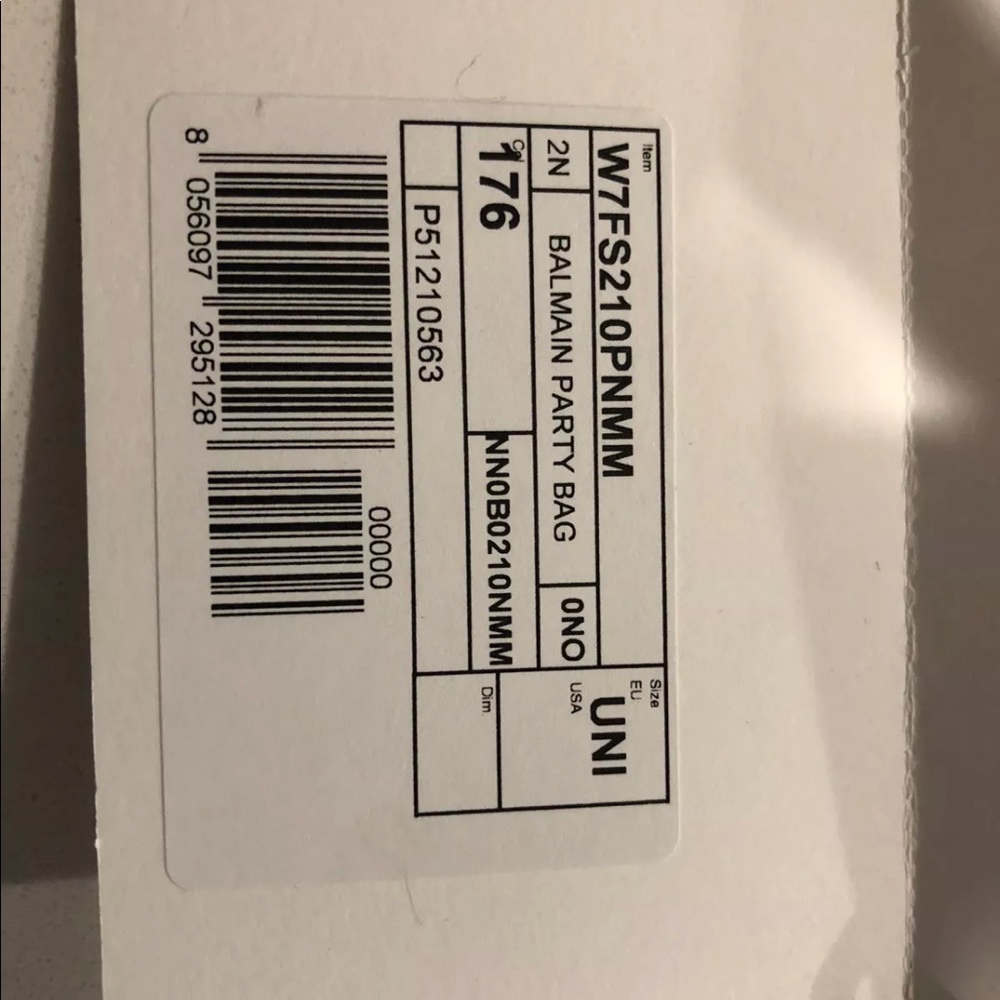 Item
W7FS210PNMM
Size
EU
UNI
USA
2N
BALMAIN PARTY BAG
0NO
Col
176
NN0B0210NMM
Dim.
P51210563
00000
8 056097 295128